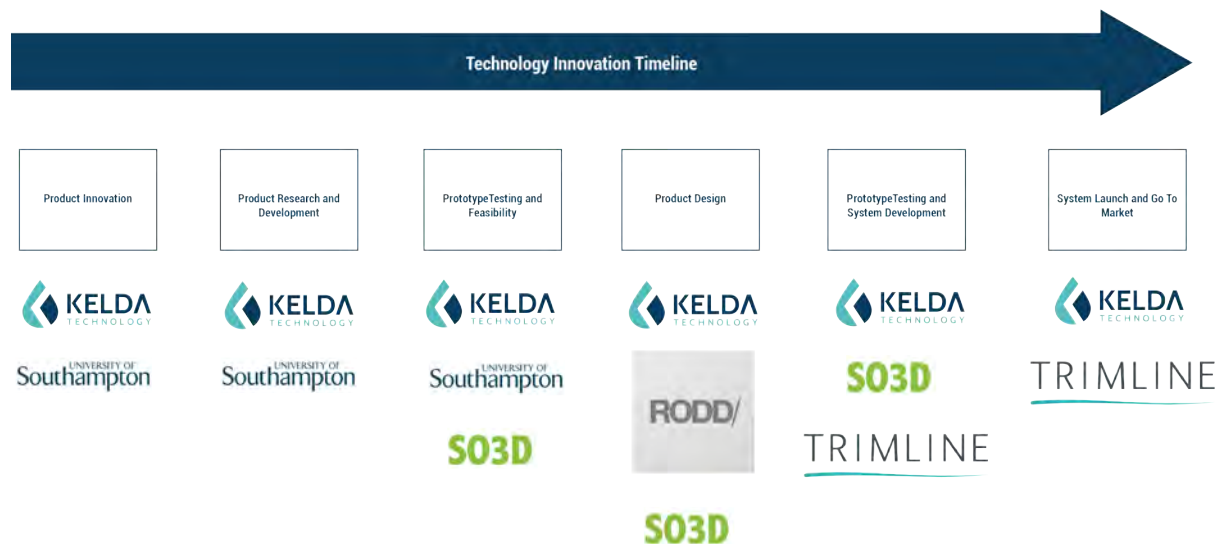 Technology Innovation Timeline
Product Innovation
Product Research and
Development
PrototypeTesting and
Feasibility
Product Design
PrototypeTesting and
System Development
System Launch and Go To
Market
KELDA
TECHNOLOGY
KELDA
TECHNOLOGY
KELDA
TECHNOLOGY
KELDA
TECHNOLOGY
KELDA
TECHNOLOGY
KELDA
TECHNOLOGY
UNIVERSITY OF
Southampton
UNIVERSITY OF
Southampton
UNIVERSITY OF
Southampton
RODD/
SO3D
TRIMLINE
SO3D
TRIMLINE
SO3D